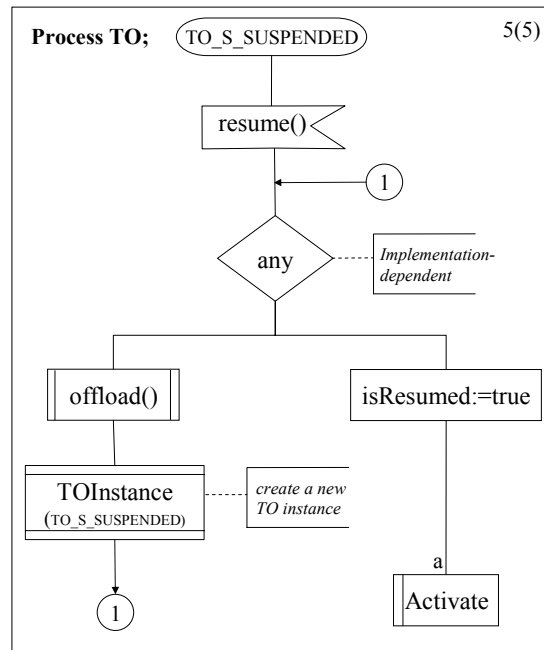 Process TO;
TO_S_SUSPENDED
5(5)
resume()
1
any
Implementation-
dependent
offload()
isResumed:=true
TOInstance
(TO_S_SUSPENDED)
create a new
TO instance
a
1
Activate